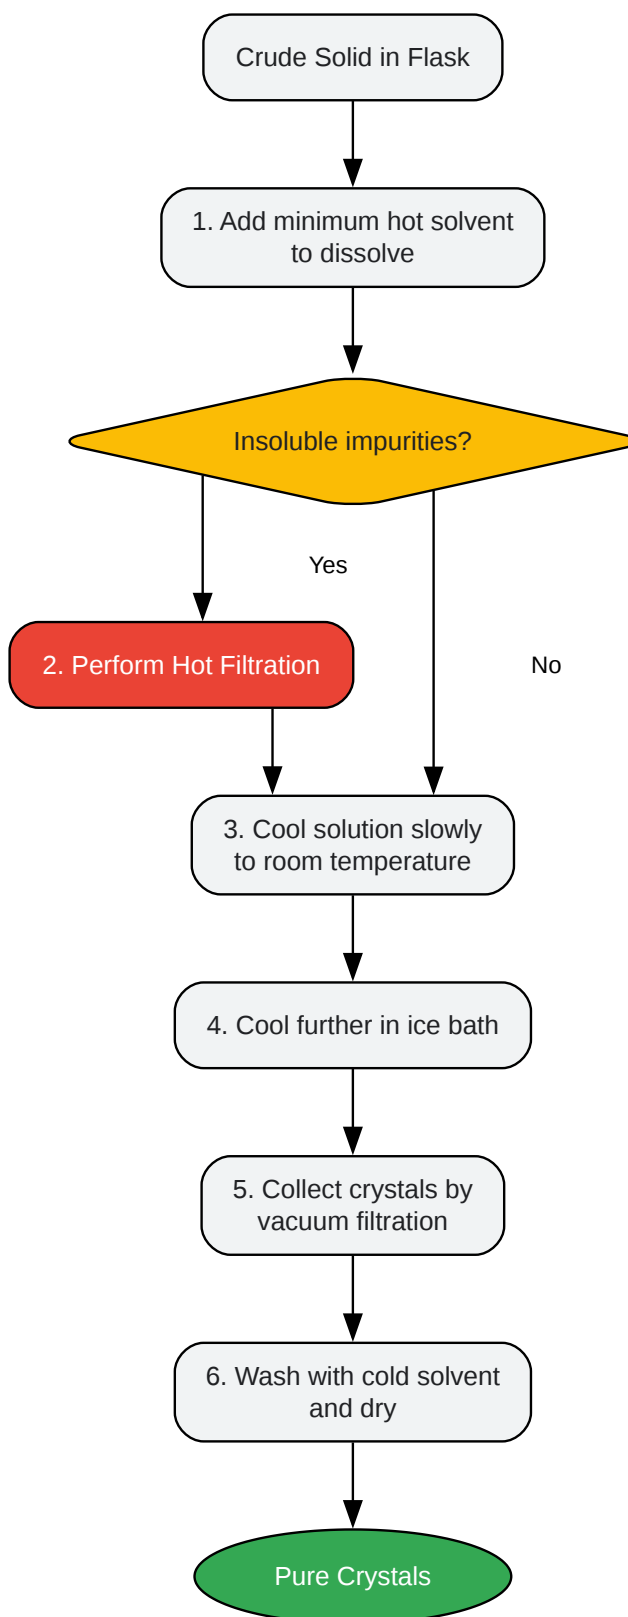 Crude Solid in Flask
1. Add minimum hot solvent
to dissolve
Insoluble impurities?
Yes
2. Perform Hot Filtration
No
3. Cool solution slowly
to room temperature
4. Cool further in ice bath
5. Collect crystals by
vacuum filtration
6. Wash with cold solvent
and dry
Pure Crystals